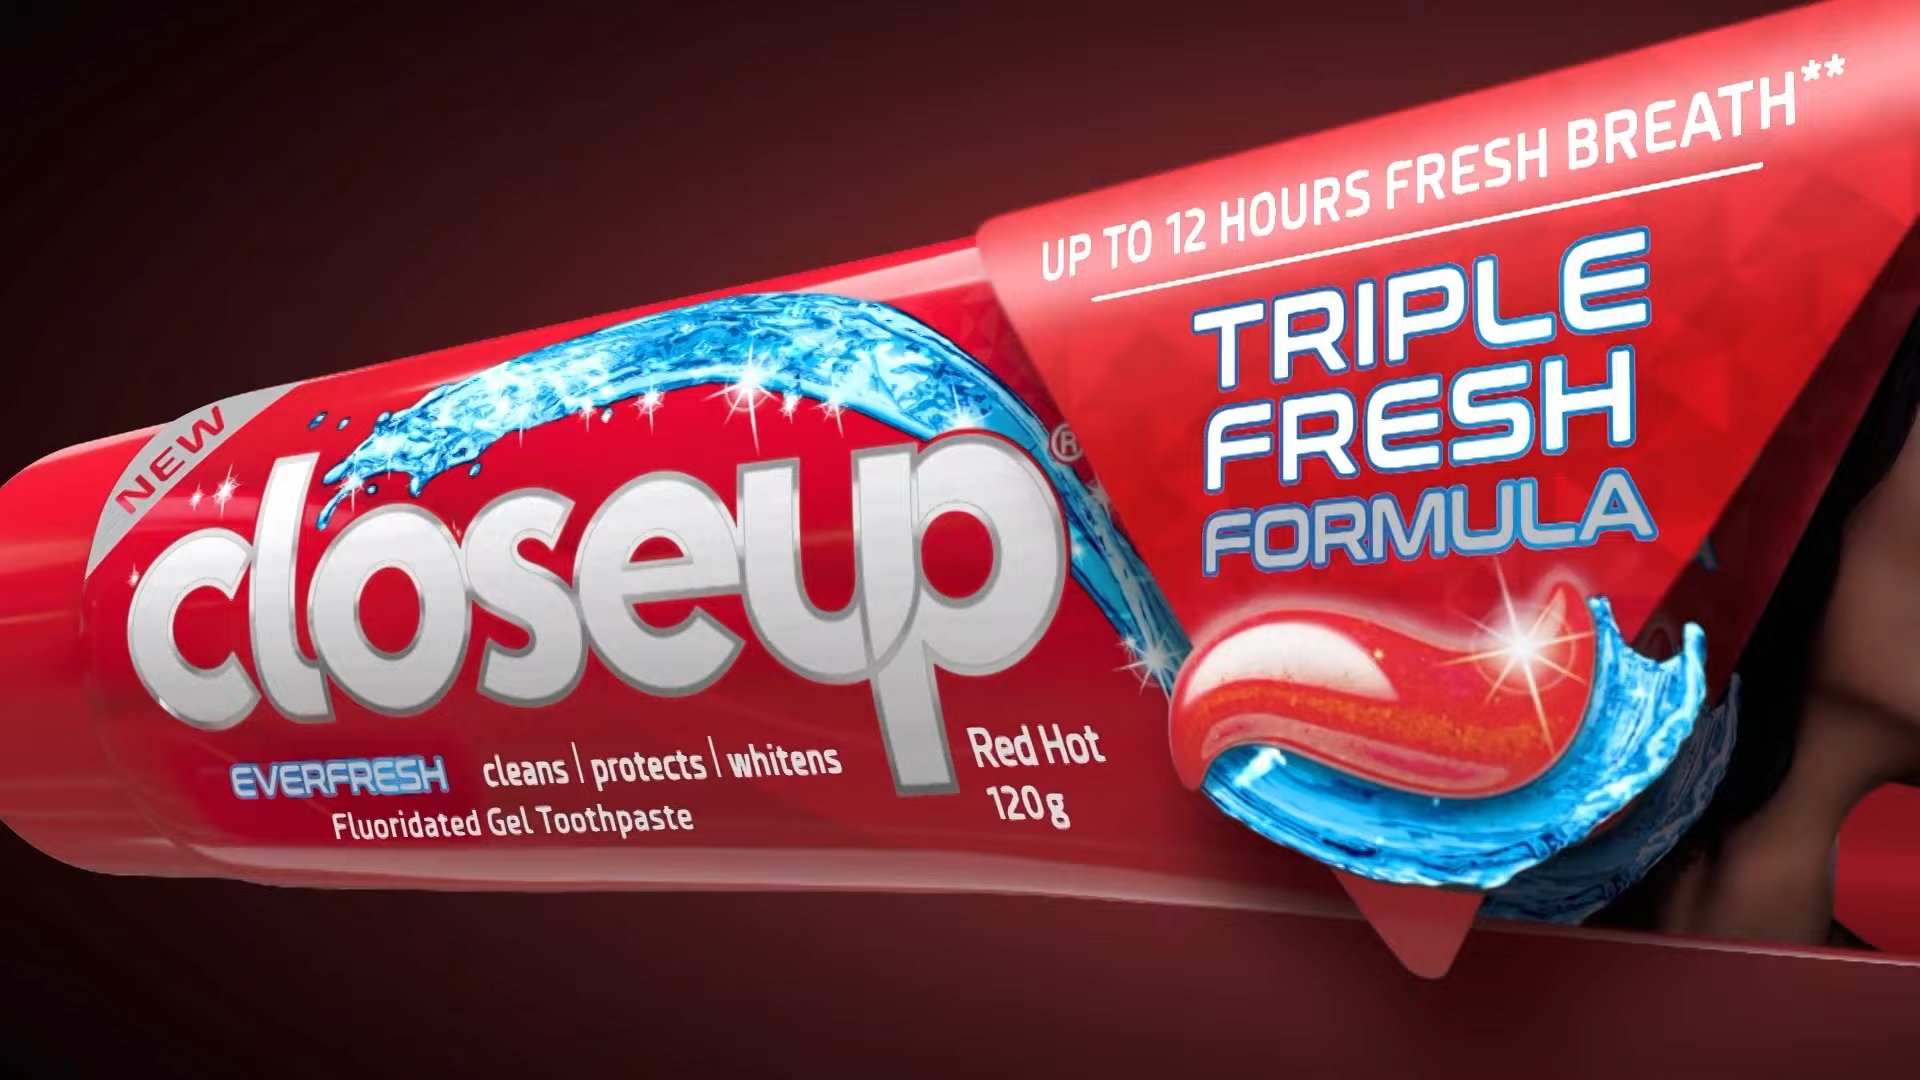 NEW
closeup®
EVERFRESH cleans | protects | whitens
Fluoridated Gel Toothpaste
Red Hot
120g
UP TO 12 HOURS FRESH BREATH**
TRIPLE
FRESH
FORMULA